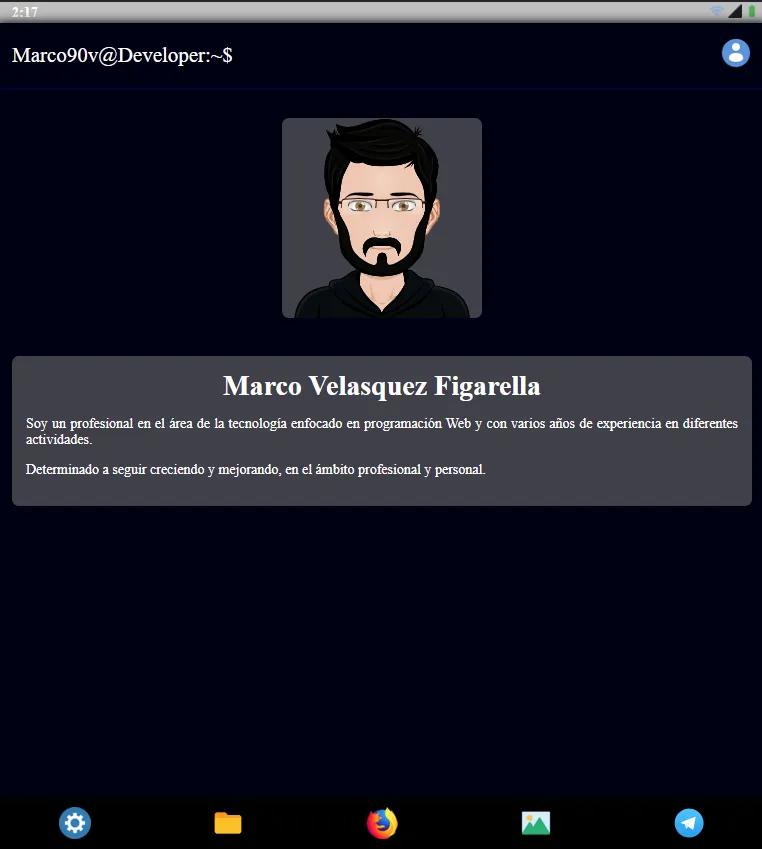 2:17
Marco90v@Developer:~$
Marco Velasquez Figarella
Soy un profesional en el área de la tecnología enfocado en programación Web y con varios años de experiencia en diferentes
actividades.
Determinado a seguir creciendo y mejorando, en el ámbito profesional y personal.